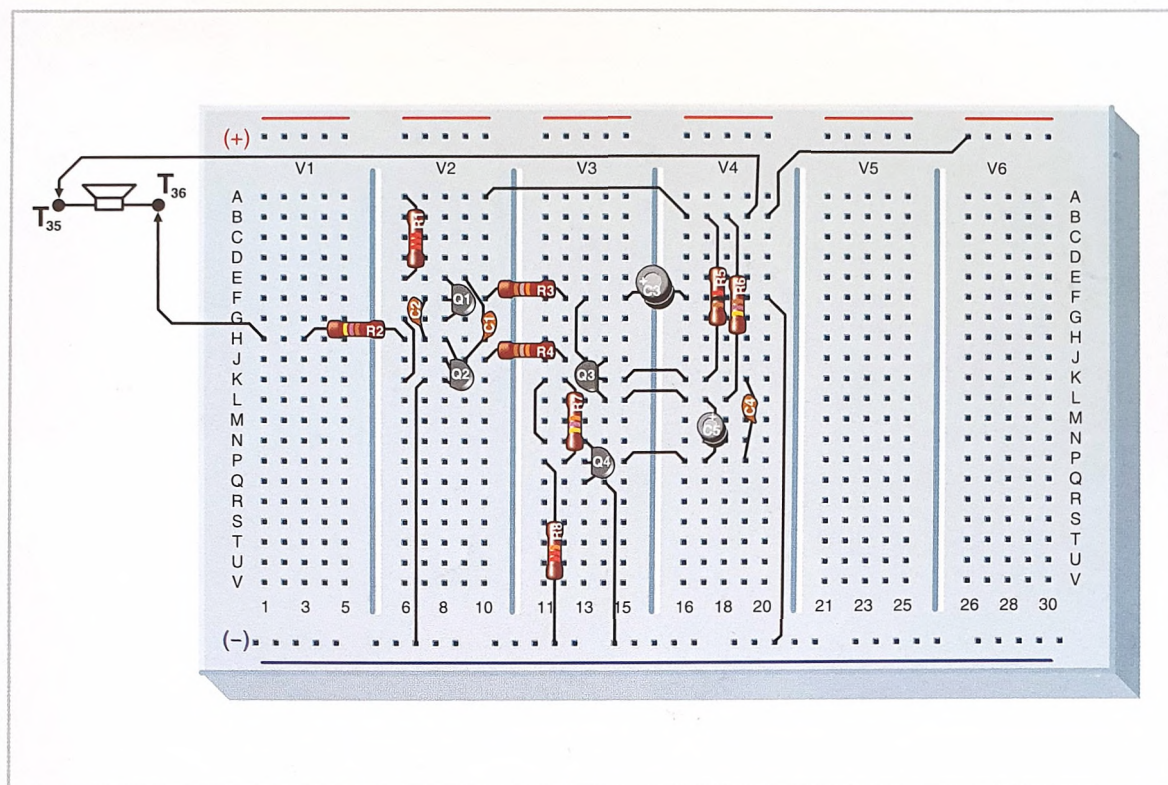 (+)
V1 V2 V3 V4 V5 V6
T36
T35
A A
B B
C R1 C
D D
E R5 E
F Q1 R3 C3 R6 F
G C2 C1 G
H R2 H
J R4 J
K Q2 Q3 K
L L
M R7 C4 M
N C5 N
P Q4 P
Q Q
R R
S S
T R8 T
U U
V V
1 3 5 6 8 10 11 13 15 16 18 20 21 23 25 26 28 30
(−)